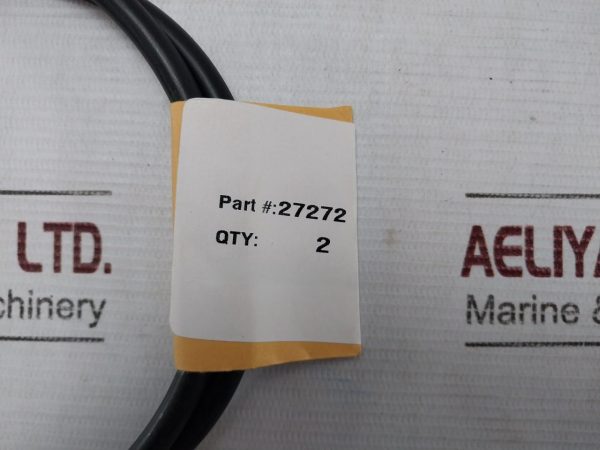 Part #:27272
QTY: 2
LTD.
AELIYA
chinery
Marine &